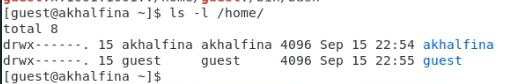 [guest@akhalfina ~]$ ls -l /home/
total 8
drwx------. 15 akhalfina akhalfina 4096 Sep 15 22:54 akhalfina
drwx------. 15 guest     guest     4096 Sep 15 22:55 guest
[guest@akhalfina ~]$